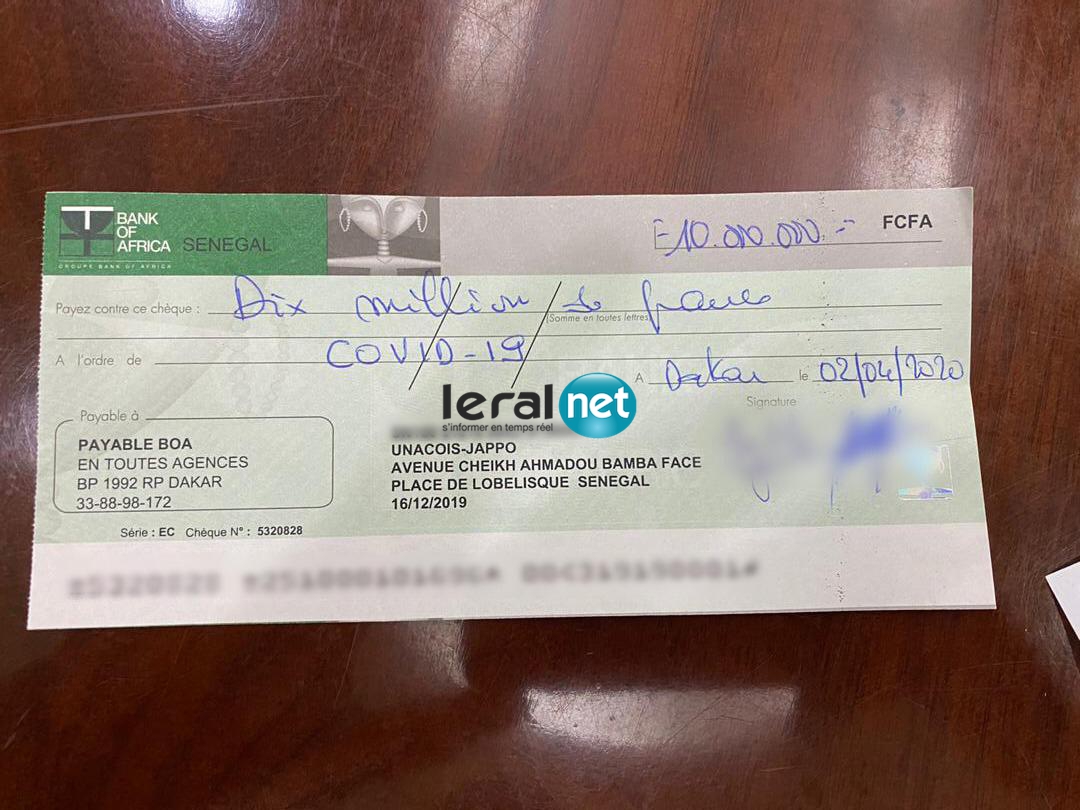 BANK
OF
AFRICA SENEGAL
GROUPE BANK OF AFRICA
=10.000.000.= FCFA
Payez contre ce chèque : Dix million de francs
(Somme en toutes lettres)
A l'ordre de COVID-19
A Dakar le 02/04/2020
leral net
s'informer en temps réel
Signature
Payable à
PAYABLE BOA
EN TOUTES AGENCES
BP 1992 RP DAKAR
33-88-98-172
UNACOIS-JAPPO
AVENUE CHEIKH AHMADOU BAMBA FACE
PLACE DE LOBELISQUE SENEGAL
16/12/2019
Série : EC Chèque N° : 5320828